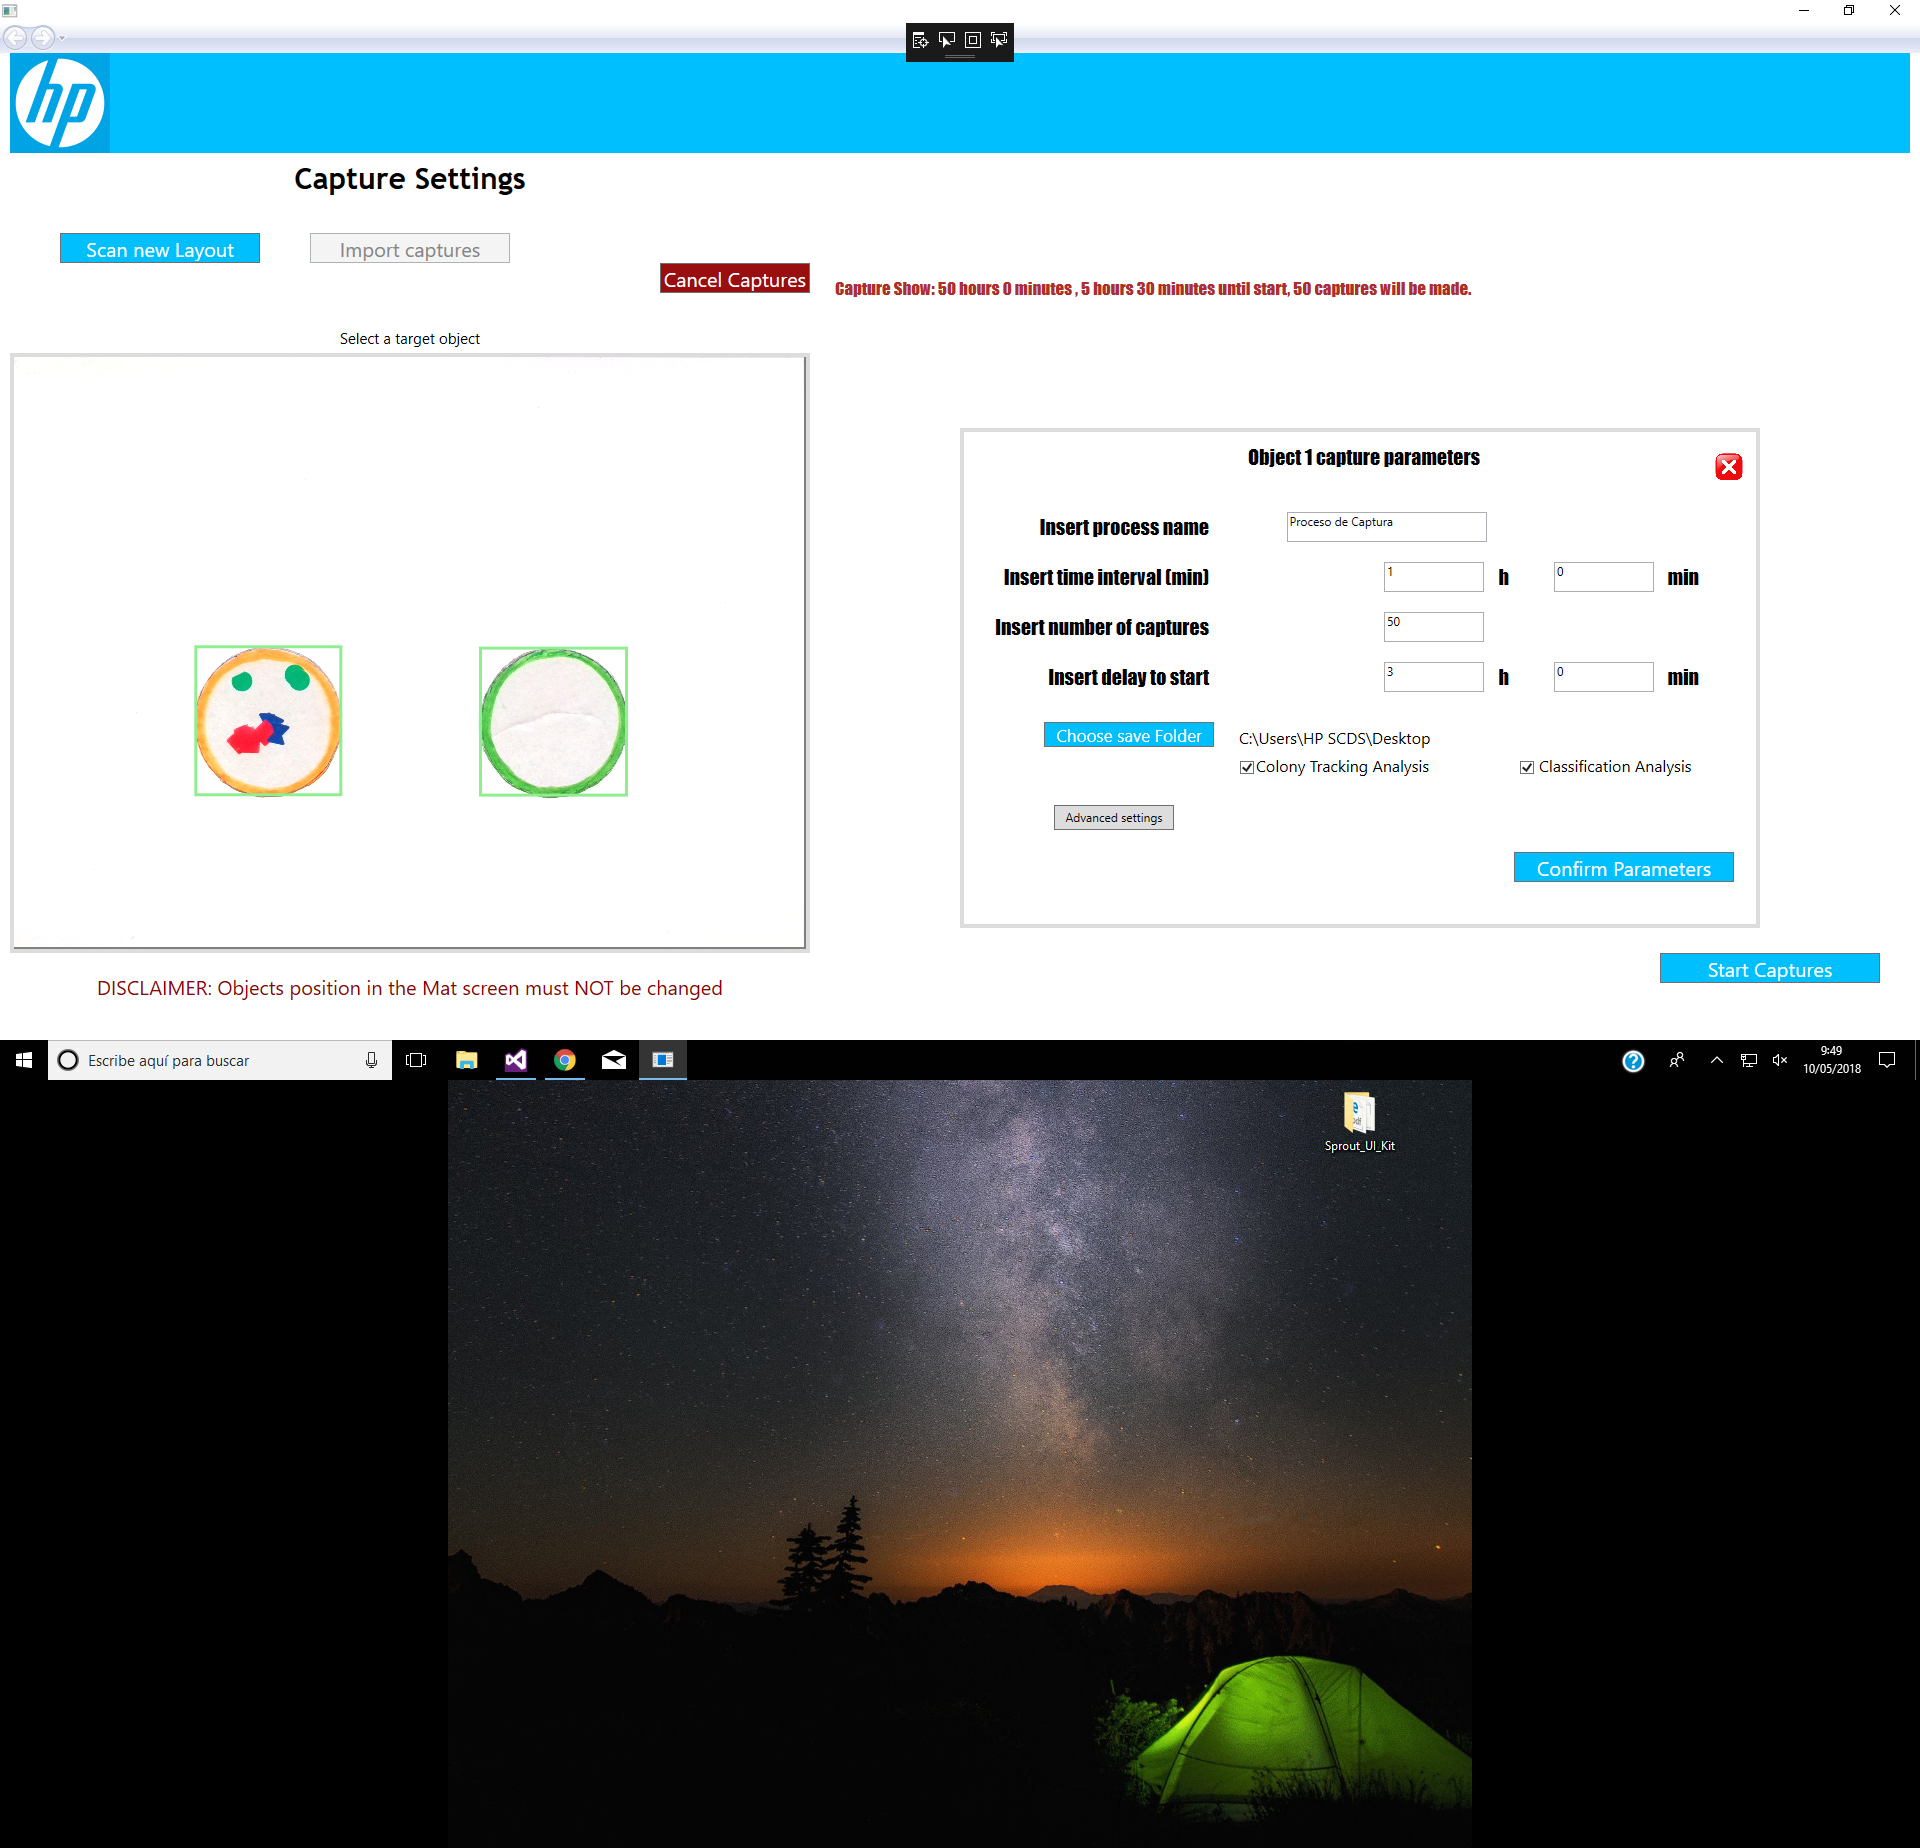 hp
Capture Settings
Scan new Layout
Import captures
Cancel Captures
Capture Show: 50 hours 0 minutes , 5 hours 30 minutes until start, 50 captures will be made.
Select a target object
Object 1 capture parameters
Insert process name
Proceso de Captura
Insert time interval (min)
1
h
0
min
Insert number of captures
50
Insert delay to start
3
h
0
min
Choose save Folder
C:\Users\HP SCDS\Desktop
Colony Tracking Analysis
Classification Analysis
Advanced settings
Confirm Parameters
Start Captures
DISCLAIMER: Objects position in the Mat screen must NOT be changed
Escribe aquí para buscar
9:49
10/05/2018
Sprout_UI_Kit